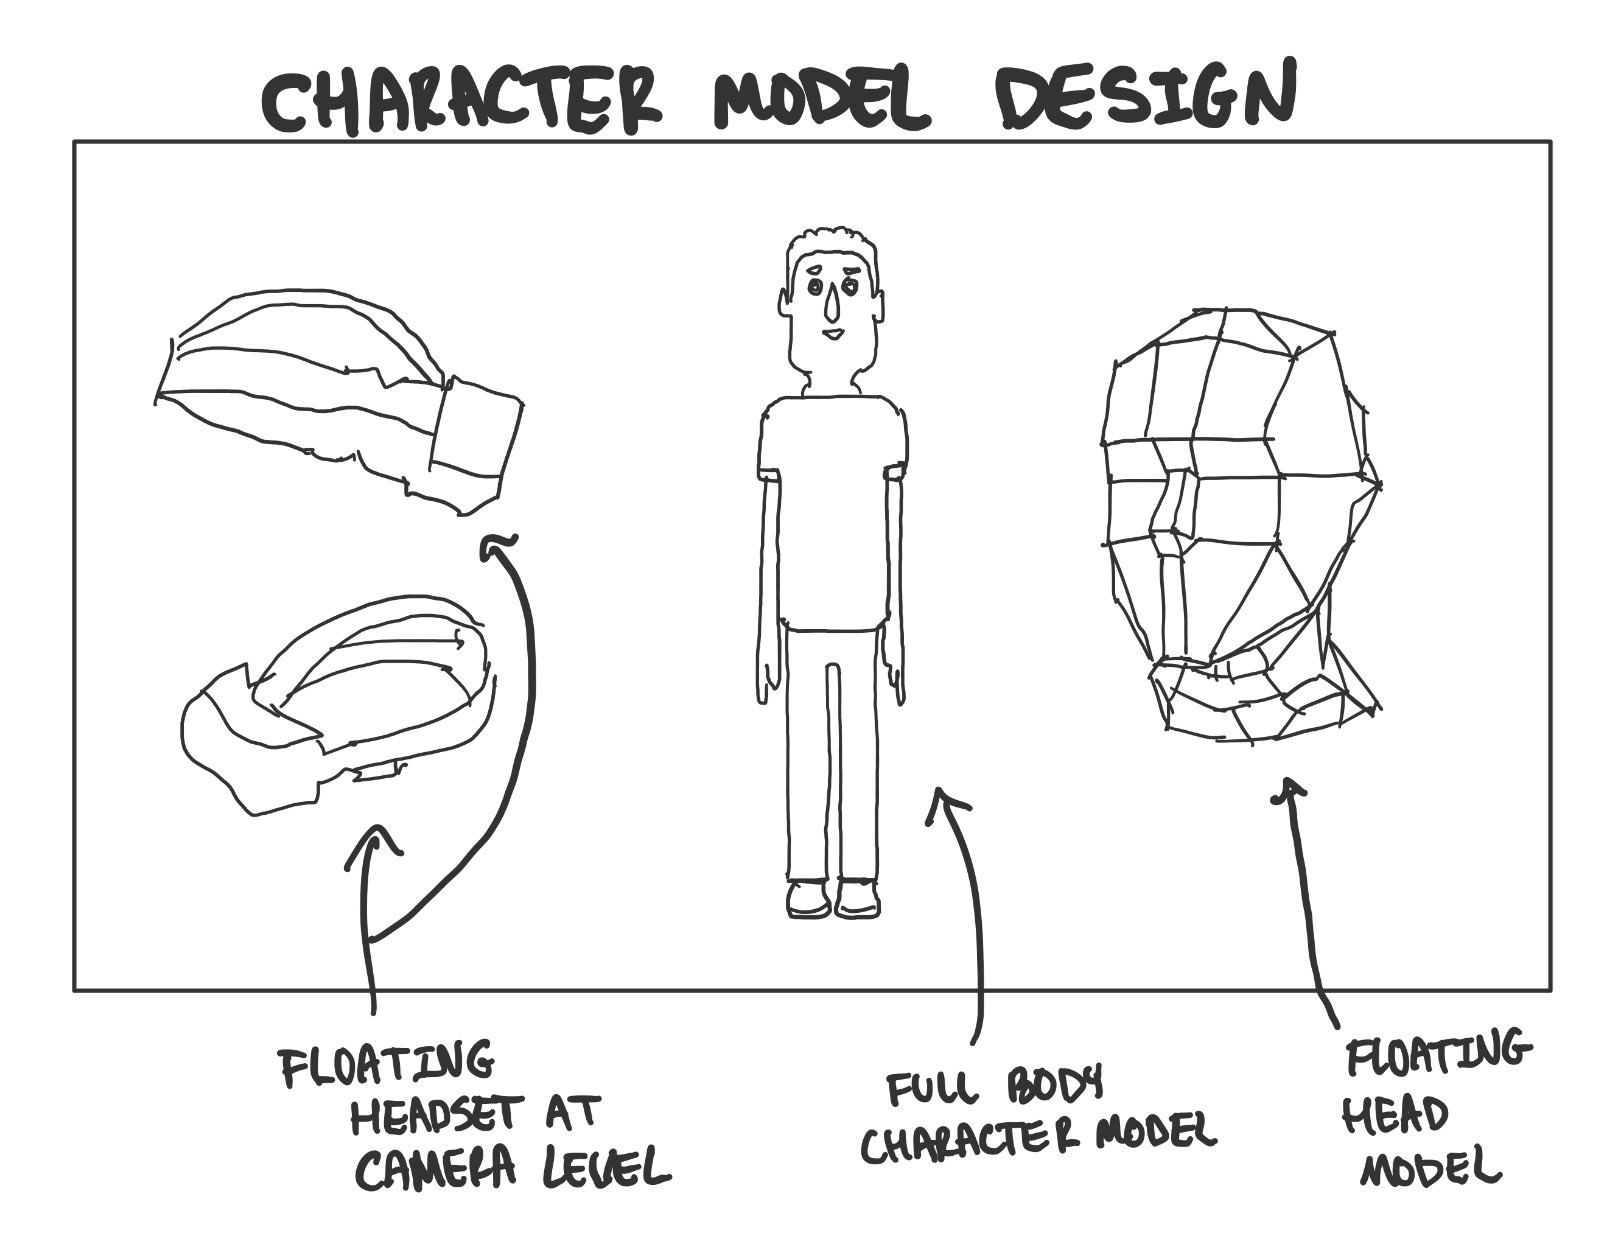 CHARACTER MODEL DESIGN
FLOATING
HEADSET AT
CAMERA LEVEL
FULL BODY
CHARACTER MODEL
FLOATING
HEAD
MODEL